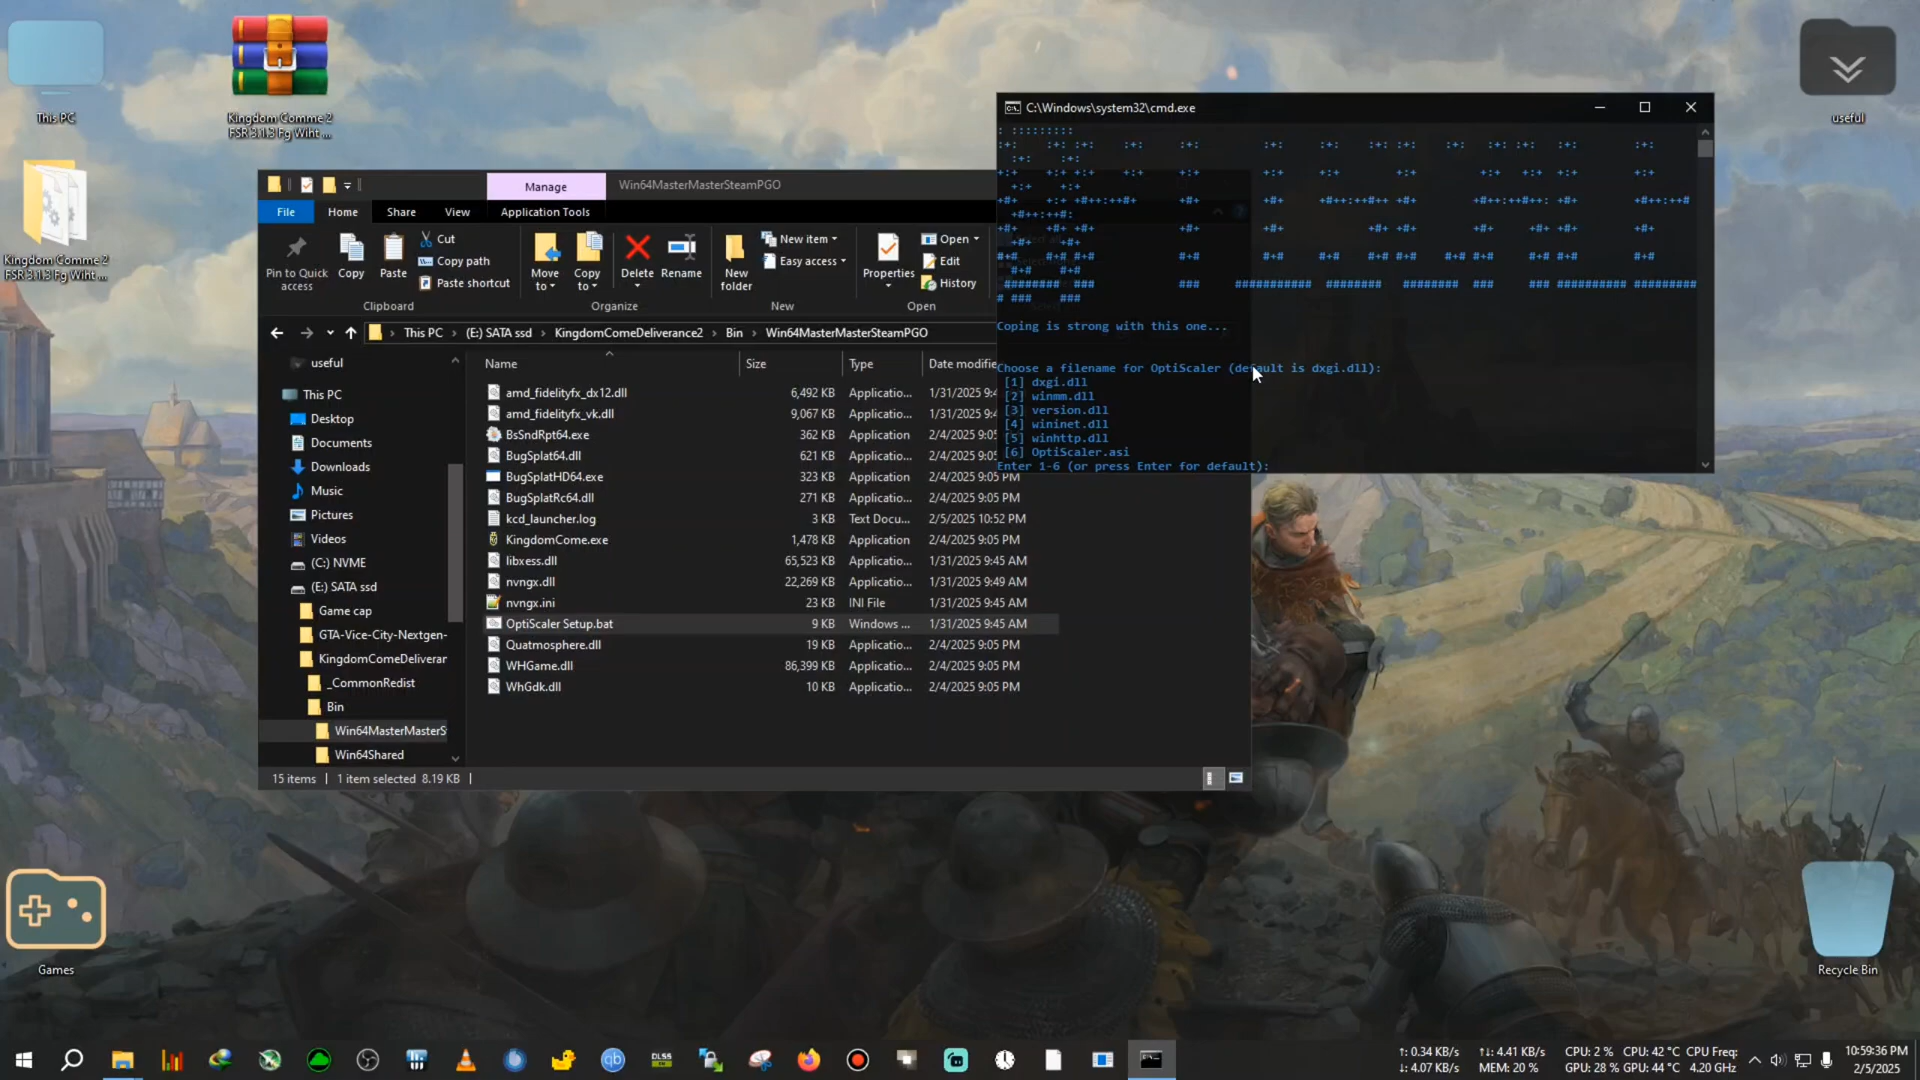 This PC
Kingdom Comme 2
FSR 3.1.3 Fg Wiht ...
Kingdom Comme 2
FSR 3.1.3 Fg Wiht ...
useful
Manage
Win64MasterMasterSteamPGO
File
Home
Share
View
Application Tools
Pin to Quick
access
Copy
Paste
Cut
Copy path
Paste shortcut
Move
to
Copy
to
Delete
Rename
New
folder
New item
Easy access
Properties
Open
Edit
History
Clipboard
Organize
New
Open
This PC
(E:) SATA ssd
KingdomComeDeliverance2
Bin
Win64MasterMasterSteamPGO
useful
This PC
Desktop
Documents
Downloads
Music
Pictures
Videos
(C:) NVME
(E:) SATA ssd
Game cap
GTA-Vice-City-Nextgen-
KingdomComeDeliverar
_CommonRedist
Bin
Win64MasterMasterS
Win64Shared
Name Size Type Date modifie
amd_fidelityfx_dx12.dll 6,492 KB Applicatio... 1/31/2025 9:4
amd_fidelityfx_vk.dll 9,067 KB Applicatio... 1/31/2025 9:4
BsSndRpt64.exe 362 KB Application 2/4/2025 9:05
BugSplat64.dll 621 KB Applicatio... 2/4/2025 9:05
BugSplatHD64.exe 323 KB Application 2/4/2025 9:05 PM
BugSplatRc64.dll 271 KB Applicatio... 2/4/2025 9:05 PM
kcd_launcher.log 3 KB Text Docu... 2/5/2025 10:52 PM
KingdomCome.exe 1,478 KB Application 2/4/2025 9:05 PM
libxess.dll 65,523 KB Applicatio... 1/31/2025 9:45 AM
nvngx.dll 22,269 KB Applicatio... 1/31/2025 9:49 AM
nvngx.ini 23 KB INI File 1/31/2025 9:45 AM
OptiScaler Setup.bat 9 KB Windows ... 1/31/2025 9:45 AM
Quatmosphere.dll 19 KB Applicatio... 2/4/2025 9:05 PM
WHGame.dll 86,399 KB Applicatio... 2/4/2025 9:05 PM
WhGdk.dll 10 KB Applicatio... 2/4/2025 9:05 PM
15 items 1 item selected 8.19 KB
C:\Windows\system32\cmd.exe
Coping is strong with this one...
Choose a filename for OptiScaler (default is dxgi.dll):
[1] dxgi.dll
[2] winmm.dll
[3] version.dll
[4] wininet.dll
[5] winhttp.dll
[6] OptiScaler.asi
Enter 1-6 (or press Enter for default):
Games
Recycle Bin
DLSS
↑: 0.34 KB/s
↓: 4.07 KB/s
↑↓: 4.41 KB/s
MEM: 20 %
CPU: 2 % CPU: 42 °C CPU Freq:
GPU: 28 % GPU: 44 °C 4.20 GHz
10:59:36 PM
2/5/2025